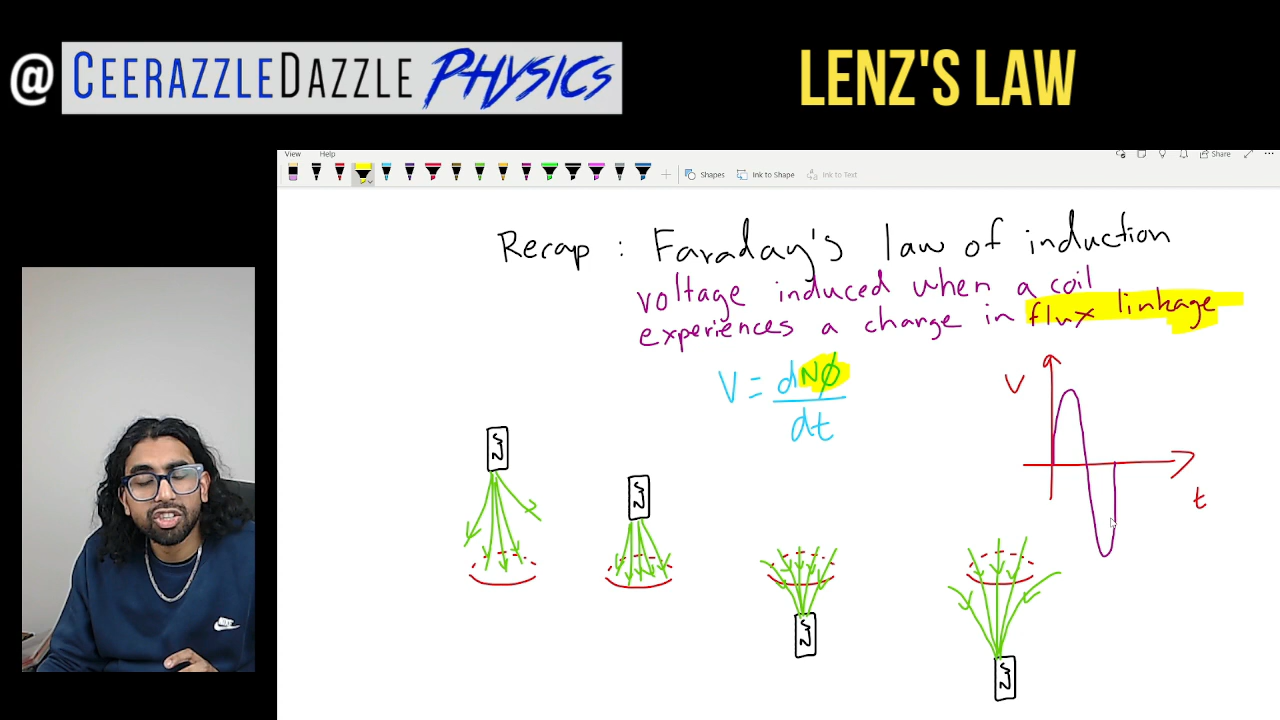 @ CEERAZZLEDAZZLE PHYSICS
LENZ'S LAW
View Help
Share
Shapes Ink to Shape Ink to Text
Recap : Faraday's law of induction
voltage induced when a coil
experiences a change in flux linkage
V = dNϕ
dt
V
t
S
N
S
N
S
N
S
N